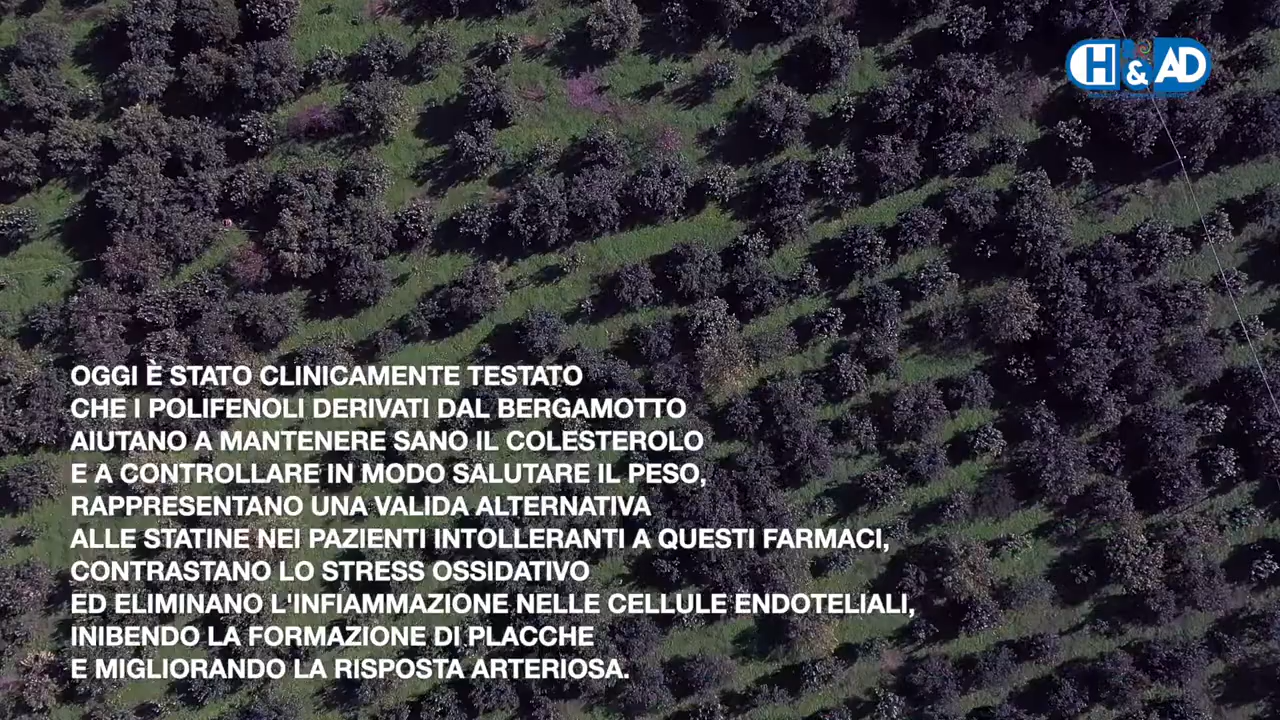 H & AD
OGGI È STATO CLINICAMENTE TESTATO
CHE I POLIFENOLI DERIVATI DAL BERGAMOTTO
AIUTANO A MANTENERE SANO IL COLESTEROLO
E A CONTROLLARE IN MODO SALUTARE IL PESO,
RAPPRESENTANO UNA VALIDA ALTERNATIVA
ALLE STATINE NEI PAZIENTI INTOLLERANTI A QUESTI FARMACI,
CONTRASTANO LO STRESS OSSIDATIVO
ED ELIMINANO L'INFIAMMAZIONE NELLE CELLULE ENDOTELIALI,
INIBENDO LA FORMAZIONE DI PLACCHE
E MIGLIORANDO LA RISPOSTA ARTERIOSA.